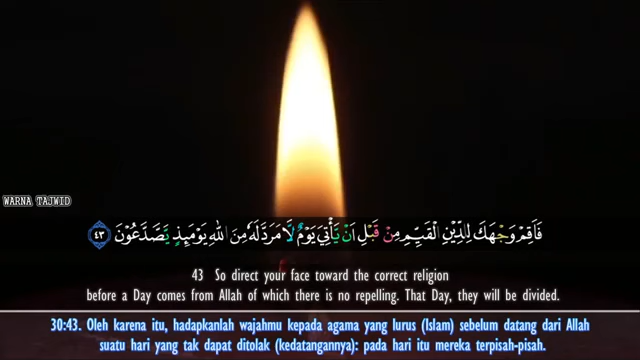 WARNA TAJWID
فَاَقِمْ وَجْهَكَ لِلدِّيْنِ الْقَيِّمِ مِنْ قَبْلِ اَنْ يَّأْتِيَ يَوْمٌ لَّا مَرَدَّ لَهٗ مِنَ اللّٰهِ يَوْمَىِٕذٍ يَّصَّدَّعُوْنَ ٤٣
43 So direct your face toward the correct religion
before a Day comes from Allah of which there is no repelling. That Day, they will be divided.
30:43. Oleh karena itu, hadapkanlah wajahmu kepada agama yang lurus (Islam) sebelum datang dari Allah
suatu hari yang tak dapat ditolak (kedatangannya): pada hari itu mereka terpisah-pisah.